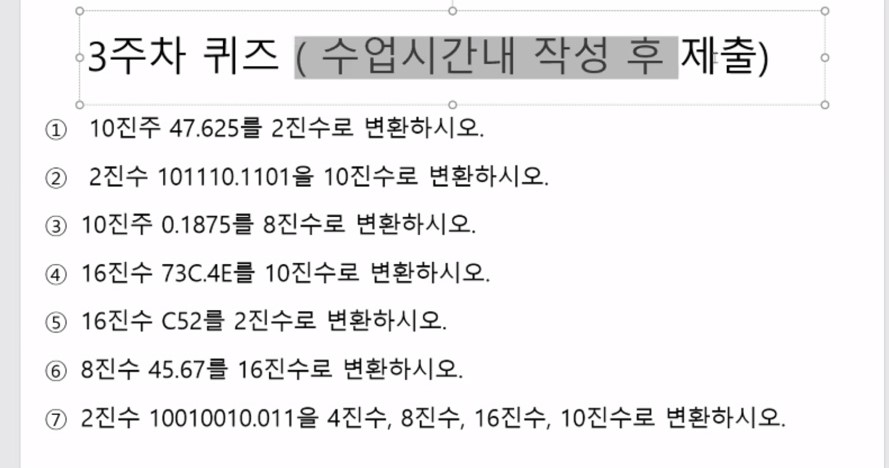 3주차 퀴즈 ( 수업시간내 작성 후 제출)
① 10진주 47.625를 2진수로 변환하시오.
② 2진수 101110.1101을 10진수로 변환하시오.
③ 10진주 0.1875를 8진수로 변환하시오.
④ 16진수 73C.4E를 10진수로 변환하시오.
⑤ 16진수 C52를 2진수로 변환하시오.
⑥ 8진수 45.67를 16진수로 변환하시오.
⑦ 2진수 10010010.011을 4진수, 8진수, 16진수, 10진수로 변환하시오.